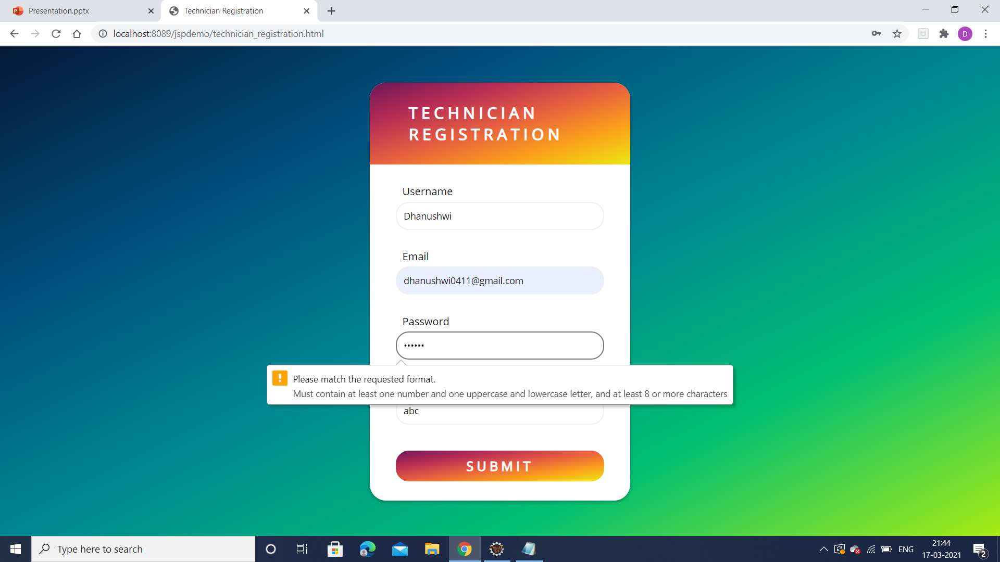 Presentation.pptx
Technician Registration
localhost:8089/jspdemo/technician_registration.html
D
TECHNICIAN
REGISTRATION
Username
Dhanushwi
Email
dhanushwi0411@gmail.com
Password
••••••
Please match the requested format.
Must contain at least one number and one uppercase and lowercase letter, and at least 8 or more characters
abc
SUBMIT
Type here to search
ENG
21:44
17-03-2021
2